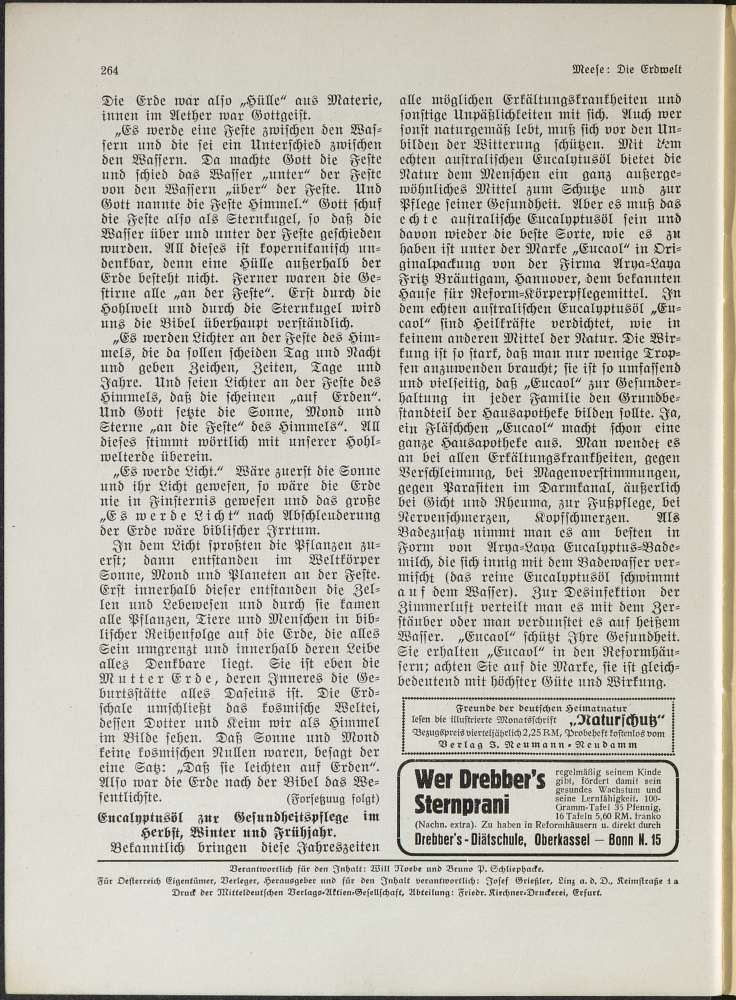 264
Meese: Die Erdwelt
Die Erde war also „Hülle“ aus Materie,
innen im Aether war Gottgeist.
„Es werde eine Feste zwischen den Was-
sern und die sei ein Unterschied zwischen
den Wassern. Da machte Gott die Feste
und schied das Wasser „unter“ der Feste
von den Wassern „über“ der Feste. Und
Gott nannte die Feste Himmel.“ Gott schuf
die Feste also als Sternkugel, so daß die
Wasser über und unter der Feste geschieden
wurden. All dieses ist kopernikanisch un-
denkbar, denn eine Hülle außerhalb der
Erde besteht nicht. Ferner waren die Ge-
stirne alle „an der Feste“. Erst durch die
Hohlwelt und durch die Sternkugel wird
uns die Bibel überhaupt verständlich.
„Es werden Lichter an der Feste des Him-
mels, die da sollen scheiden Tag und Nacht
und geben Zeichen, Zeiten, Tage und
Jahre. Und seien Lichter an der Feste des
Himmels, daß die scheinen „auf Erden“.
Und Gott setzte die Sonne, Mond und
Sterne „an die Feste“ des Himmels“. All
dieses stimmt wörtlich mit unserer Hohl-
welterde überein.
„Es werde Licht.“ Wäre zuerst die Sonne
und ihr Licht gewesen, so wäre die Erde
nie in Finsternis gewesen und das große
„Es werde Licht“ nach Abschleuderung
der Erde wäre biblischer Irrtum.
In dem Licht sproßten die Pflanzen zu-
erst; dann entstanden im Weltkörper
Sonne, Mond und Planeten an der Feste.
Erst innerhalb dieser entstanden die Zel-
len und Lebewesen und durch sie kamen
alle Pflanzen, Tiere und Menschen in bib-
lischer Reihenfolge auf die Erde, die alles
Sein umgrenzt und innerhalb deren Leibe
alles Denkbare liegt. Sie ist eben die
Mutter Erde, deren Inneres die Ge-
burtsstätte alles Daseins ist. Die Erd-
schale umschließt das kosmische Weltei,
dessen Dotter und Keim wir als Himmel
im Bilde sehen. Daß Sonne und Mond
keine kosmischen Nullen waren, besagt der
eine Satz: „Daß sie leichten auf Erden“.
Also war die Erde nach der Bibel das We-
sentlichste. (Fortsetzung folgt)
Eucalyptusöl zur Gesundheitspflege im
Herbst, Winter und Frühjahr.
Bekanntlich bringen diese Jahreszeiten
alle möglichen Erkältungskrankheiten und
sonstige Unpäßlichkeiten mit sich. Auch wer
sonst naturgemäß lebt, muß sich vor den Un-
bilden der Witterung schützen. Mit dem
echten australischen Eucalyptusöl bietet die
Natur dem Menschen ein ganz außerge-
wöhnliches Mittel zum Schutze und zur
Pflege seiner Gesundheit. Aber es muß das
echte australische Eucalyptusöl sein und
davon wieder die beste Sorte, wie es zu
haben ist unter der Marke „Eucaol“ in Ori-
ginalpackung von der Firma Arya-Laya
Fritz Bräutigam, Hannover, dem bekannten
Hause für Reform-Körperpflegemittel. In
dem echten australischen Eucalyptusöl „Eu-
caol“ sind Heilkräfte verdichtet, wie in
keinem anderen Mittel der Natur. Die Wir-
kung ist so stark, daß man nur wenige Trop-
fen anzuwenden braucht; sie ist so umfassend
und vielseitig, daß „Eucaol“ zur Gesunder-
haltung in jeder Familie den Grundbe-
standteil der Hausapotheke bilden sollte. Ja,
ein Fläschchen „Eucaol“ macht schon eine
ganze Hausapotheke aus. Man wendet es
an bei allen Erkältungskrankheiten, gegen
Verschleimung, bei Magenverstimmungen,
gegen Parasiten im Darmkanal, äußerlich
bei Gicht und Rheuma, zur Fußpflege, bei
Nervenschmerzen, Kopfschmerzen. Als
Badezusatz nimmt man es am besten in
Form von Arya-Laya Eucalyptus-Bade-
milch, die sich innig mit dem Badewasser ver-
mischt (das reine Eucalyptusöl schwimmt
auf dem Wasser). Zur Desinfektion der
Zimmerluft verteilt man es mit dem Zer-
stäuber oder man verdunstet es auf heißem
Wasser. „Eucaol“ schützt Ihre Gesundheit.
Sie erhalten „Eucaol“ in den Reformhäu-
sern; achten Sie auf die Marke, sie ist gleich-
bedeutend mit höchster Güte und Wirkung.
Freunde der deutschen Heimatnatur
lesen die illustrierte Monatsschrift „Naturschutz“
Bezugspreis vierteljährlich 2,25 RM, Probeheft kostenlos vom
Verlag J. Neumann-Neudamm
Wer Drebber's
Sternprani
regelmäßig seinem Kinde
gibt, fördert damit sein
gesundes Wachstum und
seine Lernfähigkeit. 100-
Gramm-Tafel 35 Pfennig,
16 Tafeln 5,60 RM. franko
(Nachn. extra). Zu haben in Reformhäusern u. direkt durch
Drebber's-Diätschule, Oberkassel — Bonn N. 15
Verantwortlich für den Inhalt: Will Noebe und Bruno P. Schliephacke.
Für Oesterreich Eigentümer, Verleger, Herausgeber und für den Inhalt verantwortlich: Josef Grießler, Linz a. d. D., Keimstraße 1a
Druck der Mitteldeutschen Verlags-Aktien-Gesellschaft, Abteilung: Friedr. Kirchner-Druckerei, Erfurt.